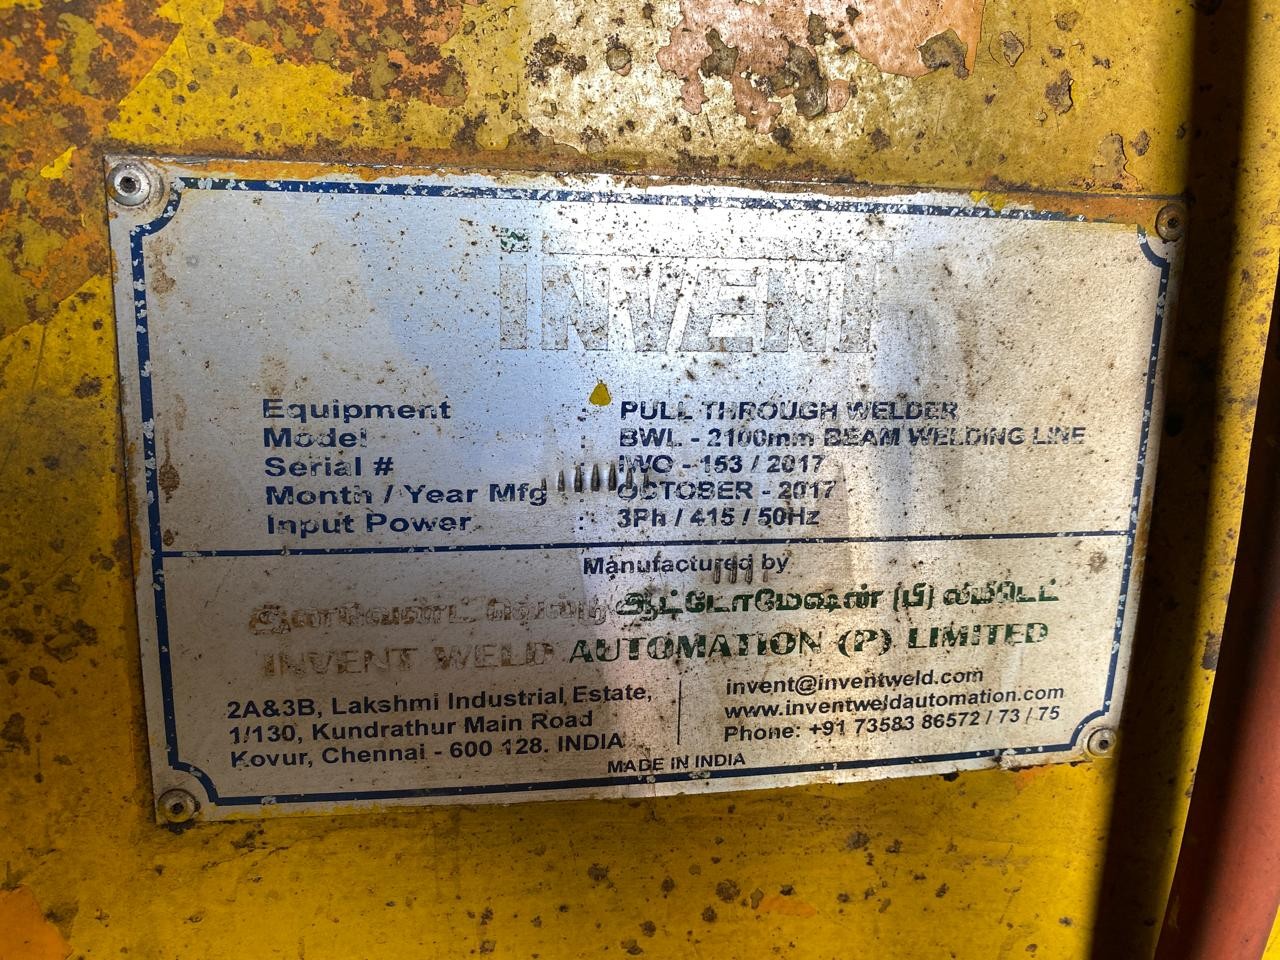 INVENT
Equipment : PULL THROUGH WELDER
Model : BWL - 2100mm BEAM WELDING LINE
Serial # : IWO - 153 / 2017
Month / Year Mfg OCTOBER - 2017
Input Power : 3Ph / 415 / 50Hz
Manufactured by
இன்வென்ட் வெல்டு ஆட்டோமேஷன் (பி) லிமிடெட்
INVENT WELD AUTOMATION (P) LIMITED
2A&3B, Lakshmi Industrial Estate,
1/130, Kundrathur Main Road
Kovur, Chennai - 600 128. INDIA
invent@inventweld.com
www.inventweldautomation.com
Phone: +91 73583 86572 / 73 / 75
MADE IN INDIA